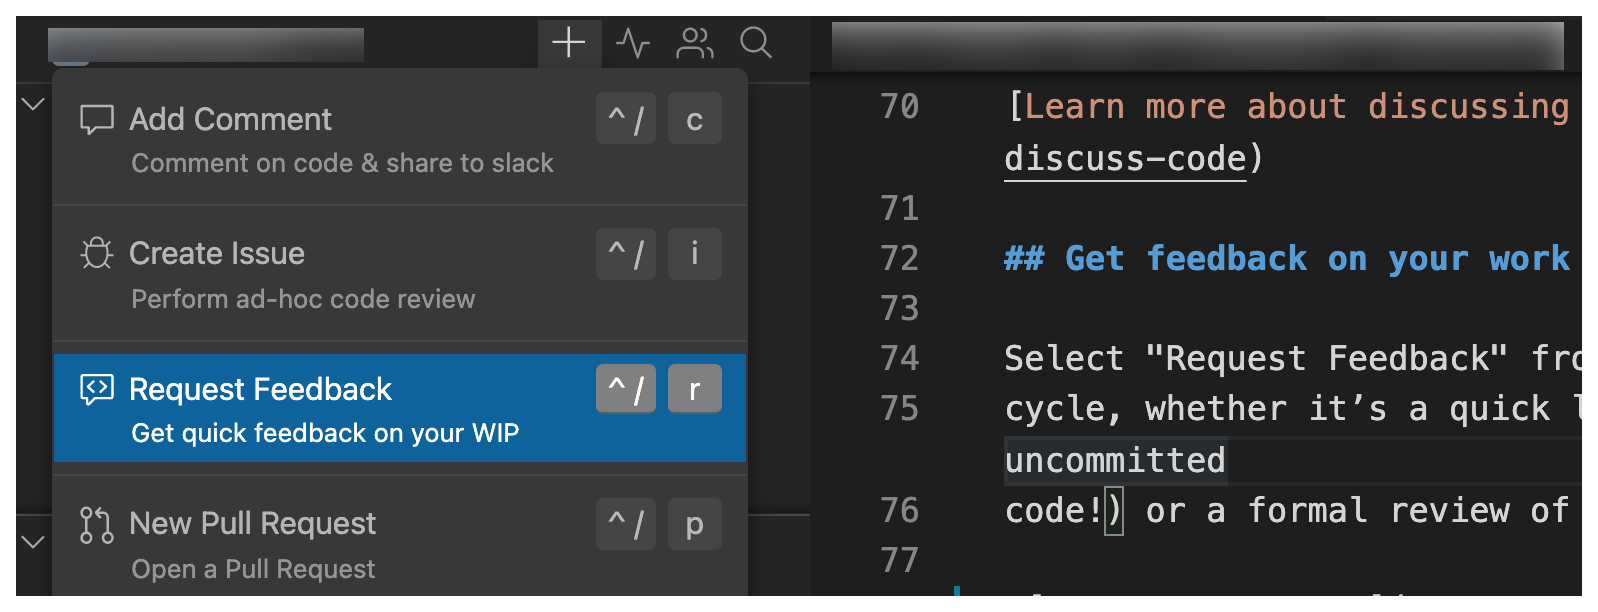 Add Comment ^ / c
Comment on code & share to slack
Create Issue ^ / i
Perform ad-hoc code review
Request Feedback ^ / r
Get quick feedback on your WIP
New Pull Request ^ / p
Open a Pull Request
70 [Learn more about discussing
discuss-code)
71
72 ## Get feedback on your work
73
74 Select "Request Feedback" fro
75 cycle, whether it’s a quick l
uncommitted
76 code!) or a formal review of
77